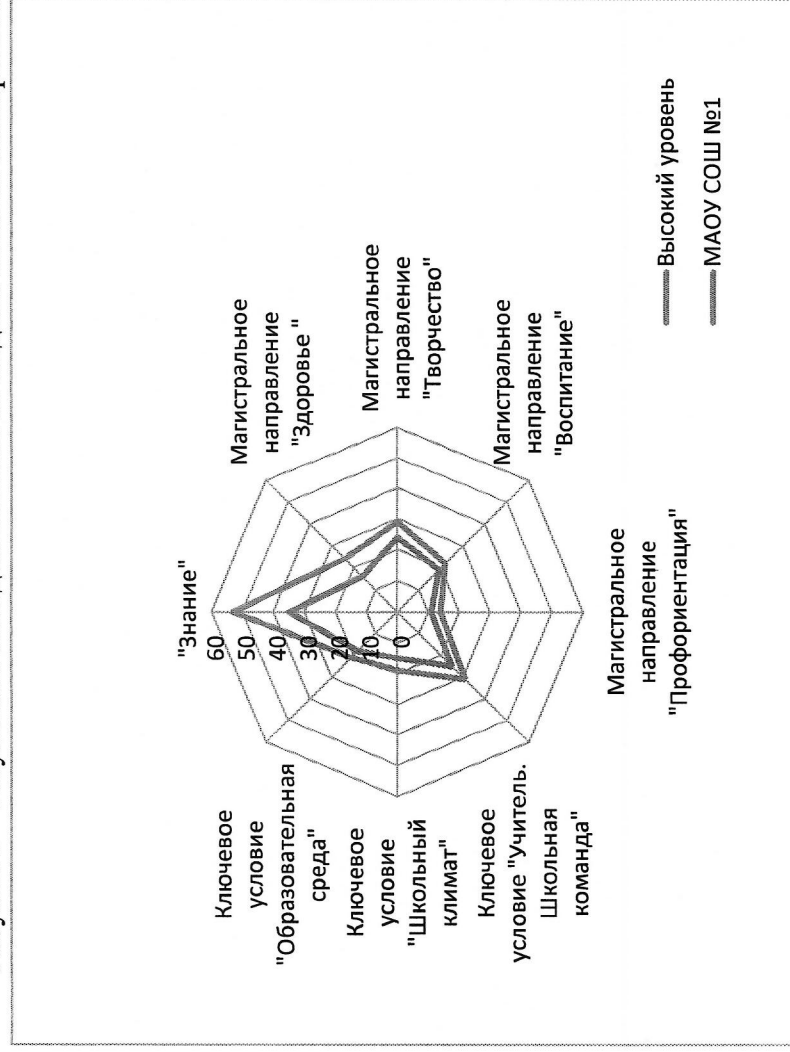 "Знание"
60
50
40
30
20
10
0
Магистральное
направление
"Здоровье "
Магистральное
направление
"Творчество"
Магистральное
направление
"Воспитание"
Магистральное
направление
"Профориентация"
Ключевое
условие "Учитель.
Школьная
команда"
Ключевое
условие
"Школьный
климат"
Ключевое
условие
"Образовательная
среда"
Высокий уровень
МАОУ СОШ №1